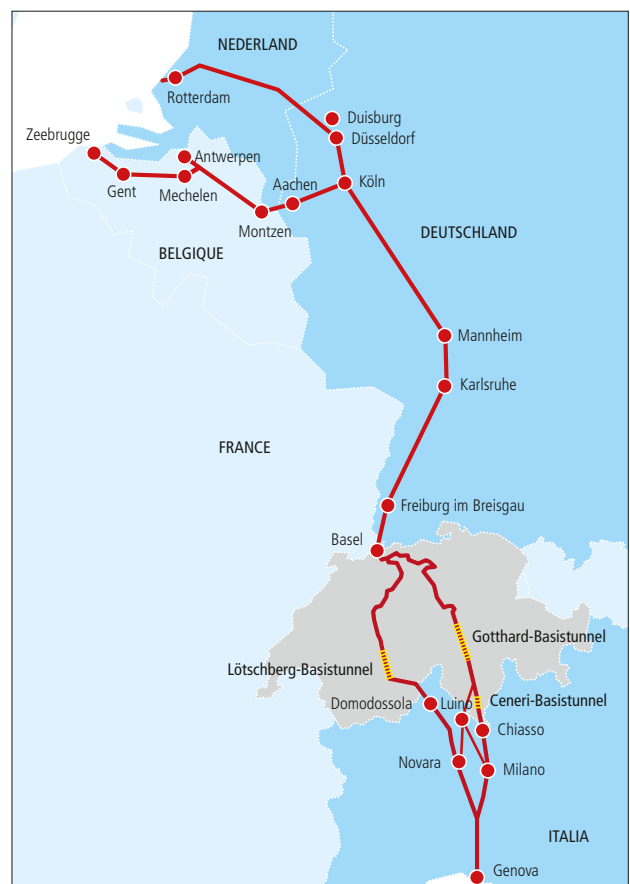 NEDERLAND
Rotterdam
Duisburg
Düsseldorf
Zeebrugge
Antwerpen
Gent
Mechelen
Aachen
Köln
Montzen
DEUTSCHLAND
BELGIQUE
Mannheim
Karlsruhe
FRANCE
Freiburg im Breisgau
Basel
Gotthard-Basistunnel
Lötschberg-Basistunnel
Domodossola
Luino
Ceneri-Basistunnel
Chiasso
Novara
Milano
ITALIA
Genova